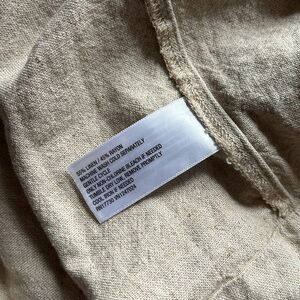 55% LINEN / 45% RAYON
MACHINE WASH COLD SEPARATELY
GENTLE CYCLE
ONLY NON-CHLORINE BLEACH IF NEEDED
TUMBLE DRY LOW, REMOVE PROMPTLY
COOL IRON IF NEEDED